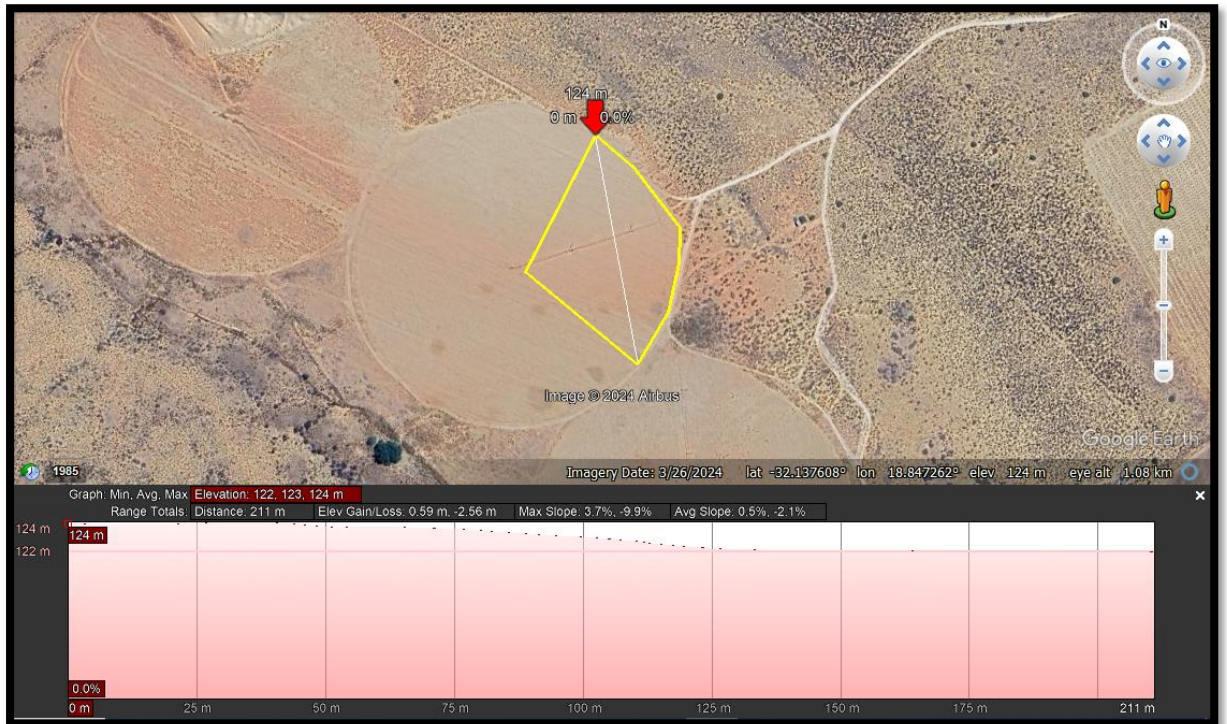 N
124 m
0 m 0.0%
Image © 2024 Airbus
Google Earth
1985
Imagery Date: 3/26/2024 lat -32.137608° lon 18.847262° elev 124 m eye alt 1.08 km
Graph: Min, Avg, Max Elevation: 122, 123, 124 m
Range Totals: Distance: 211 m Elev Gain/Loss: 0.59 m, -2.56 m Max Slope: 3.7%, -9.9% Avg Slope: 0.5%, -2.1%
124 m
124 m
122 m
0.0%
0 m 25 m 50 m 75 m 100 m 125 m 150 m 175 m 211 m